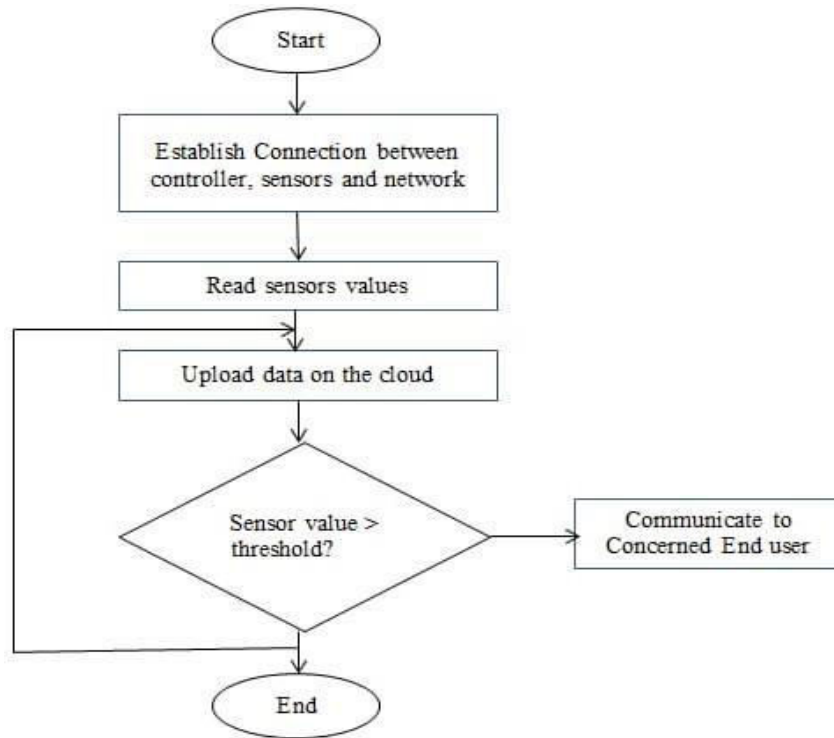 Start
Establish Connection between
controller, sensors and network
Read sensors values
Upload data on the cloud
Sensor value >
threshold?
Communicate to
Concerned End user
End